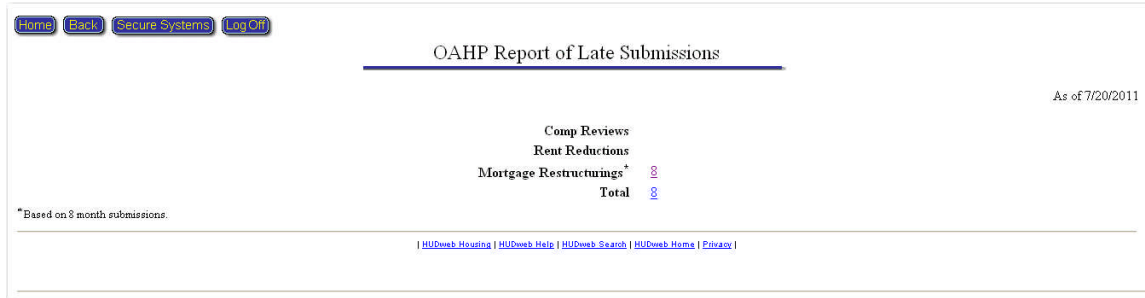 Home Back Secure Systems Log Off
OAHP Report of Late Submissions
As of 7/20/2011
Comp Reviews
Rent Reductions
Mortgage Restructurings* 8
Total 8
*Based on 8 month submissions.
| HUDweb Housing | HUDweb Help | HUDweb Search | HUDweb Home | Privacy |